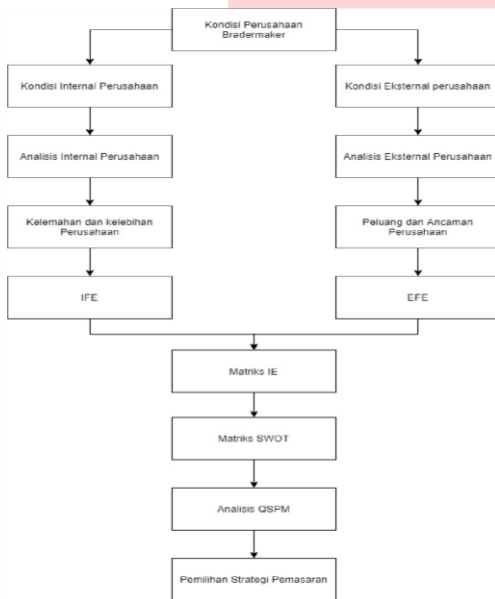 Kondisi Perusahaan
Bradermaker
Kondisi Internal Perusahaan
Kondisi Eksternal perusahaan
Analisis Internal Perusahaan
Analisis Eksternal Perusahaan
Kelemahan dan kelebihan
Perusahaan
Peluang dan Ancaman
Perusahaan
IFE
EFE
Matriks IE
Matriks SWOT
Analisis QSPM
Pemilihan Strategi Pemasaran